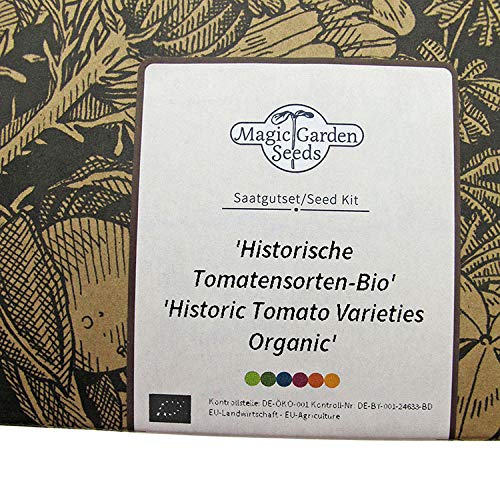 Magic Garden
Seeds
Saatgutset/Seed Kit
'Historische
Tomatensorten-Bio'
'Historic Tomato Varieties
Organic'
Kontrollstelle: DE-ÖKO-001 Kontroll-Nr: DE-BY-001-24633-BD
EU-Landwirtschaft - EU-Agriculture